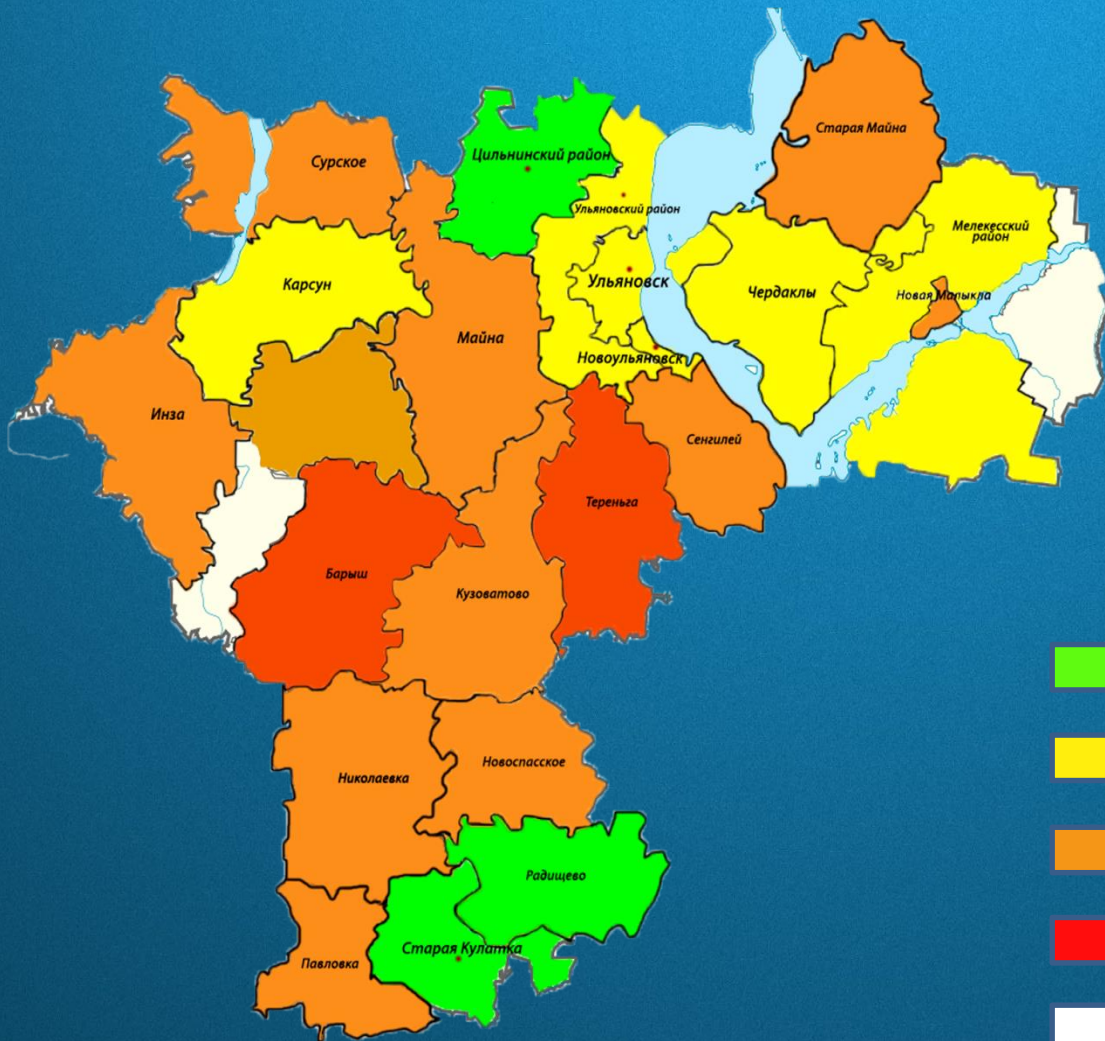 Старая Майна
Сурское
Цильнинский район
Ульяновский район
Мелекесский
район
Карсун
Ульяновск
Чердаклы
Новая Малыкла
Майна
Новоульяновск
Инза
Сенгилей
Тереньга
Барыш
Кузоватово
Николаевка
Новоспасское
Радищево
Старая Кулатка
Павловка